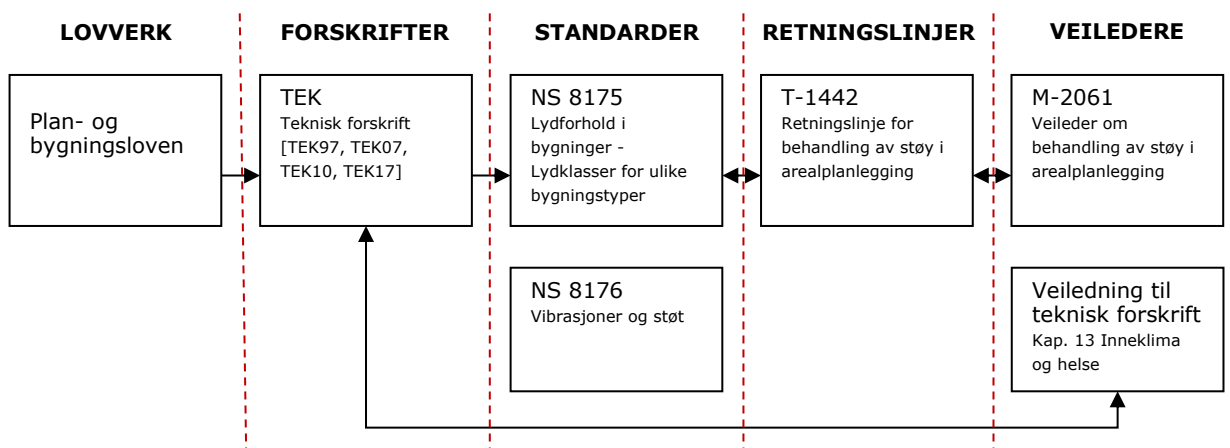 LOVVERK
FORSKRIFTER
STANDARDER
RETNINGSLINJER
VEILEDERE
Plan- og
bygningsloven
TEK
Teknisk forskrift
[TEK97, TEK07,
TEK10, TEK17]
NS 8175
Lydforhold i
bygninger -
Lydklasser for ulike
bygningstyper
T-1442
Retningslinje for
behandling av støy i
arealplanlegging
M-2061
Veileder om
behandling av støy i
arealplanlegging
NS 8176
Vibrasjoner og støt
Veiledning til
teknisk forskrift
Kap. 13 Inneklima
og helse